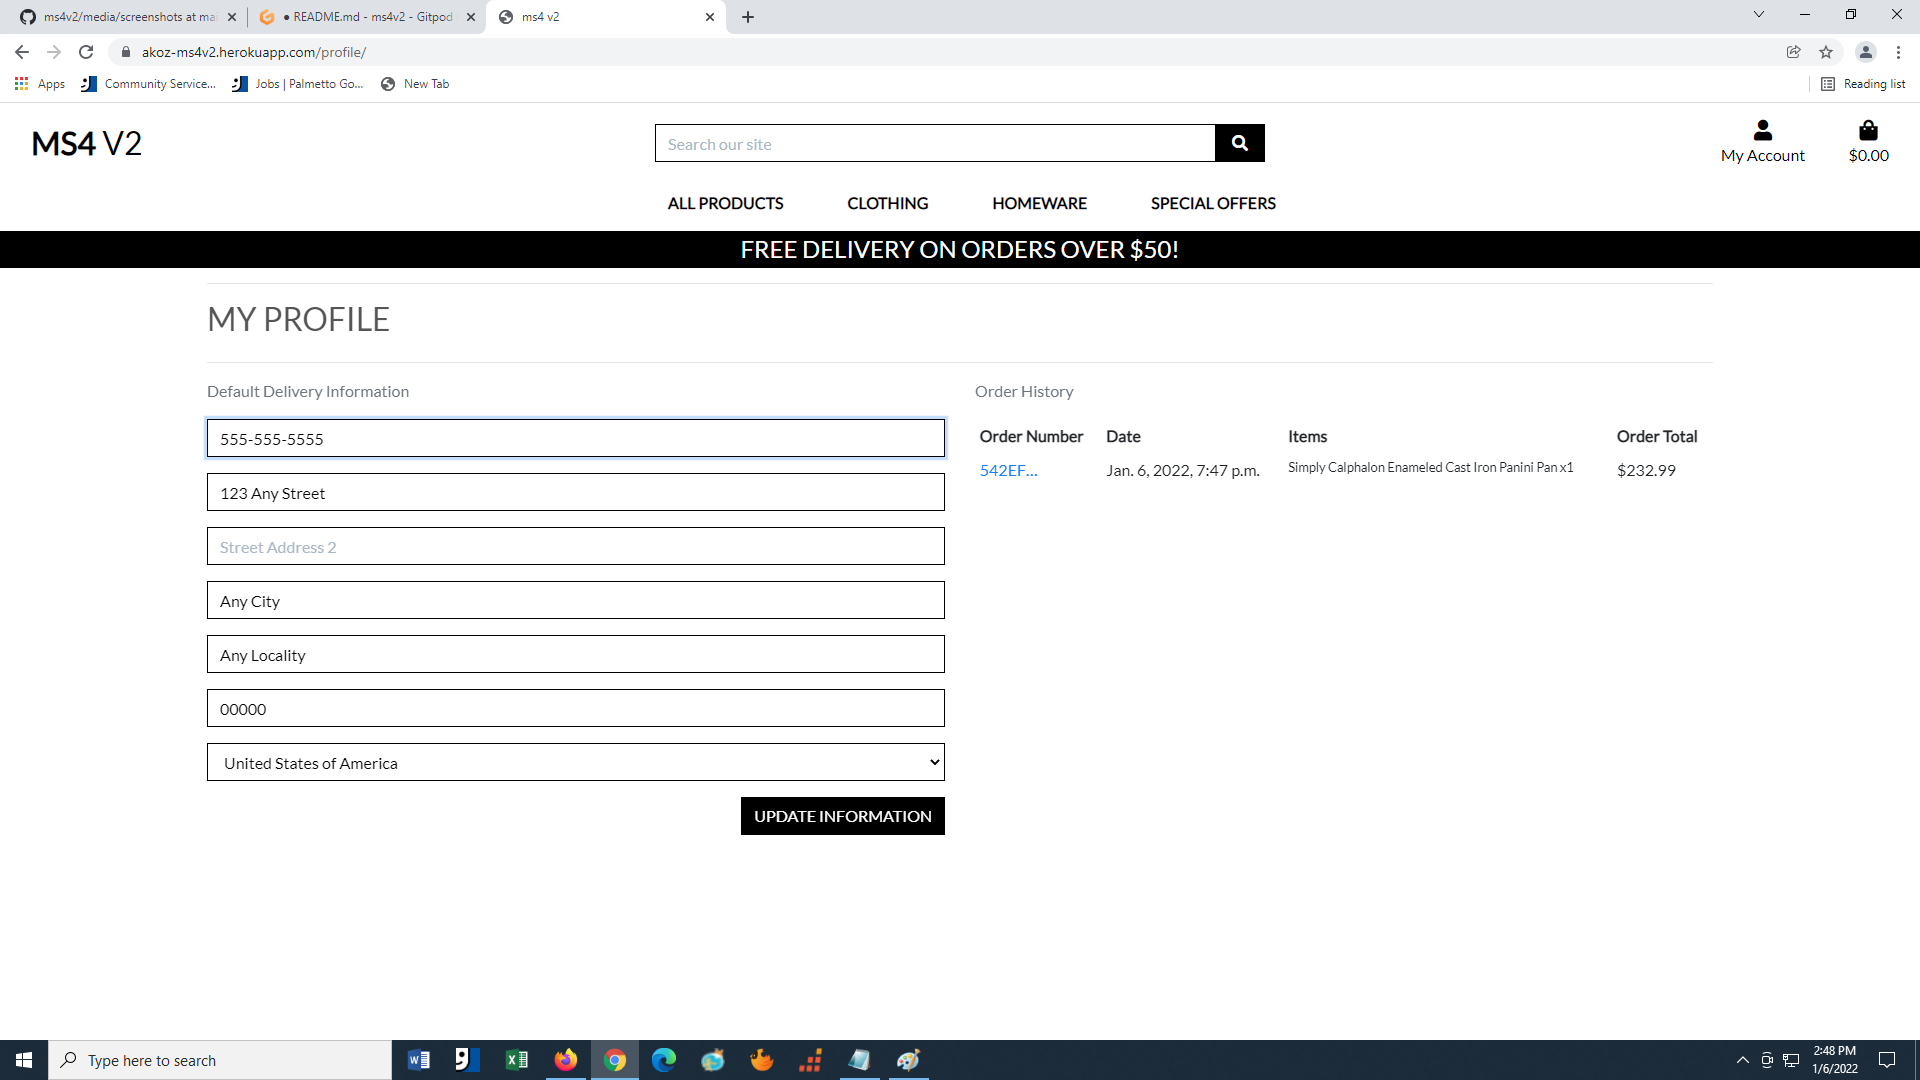 ms4v2/media/screenshots at ma
README.md - ms4v2 - Gitpod
ms4 v2
akoz-ms4v2.herokuapp.com/profile/
Apps
Community Service...
Jobs | Palmetto Go...
New Tab
Reading list
MS4 V2
Search our site
My Account
$0.00
ALL PRODUCTS
CLOTHING
HOMEWARE
SPECIAL OFFERS
FREE DELIVERY ON ORDERS OVER $50!
MY PROFILE
Default Delivery Information
555-555-5555
123 Any Street
Street Address 2
Any City
Any Locality
00000
United States of America
UPDATE INFORMATION
Order History
Order Number Date Items Order Total
542EF... Jan. 6, 2022, 7:47 p.m. Simply Calphalon Enameled Cast Iron Panini Pan x1 $232.99
Type here to search
2:48 PM
1/6/2022